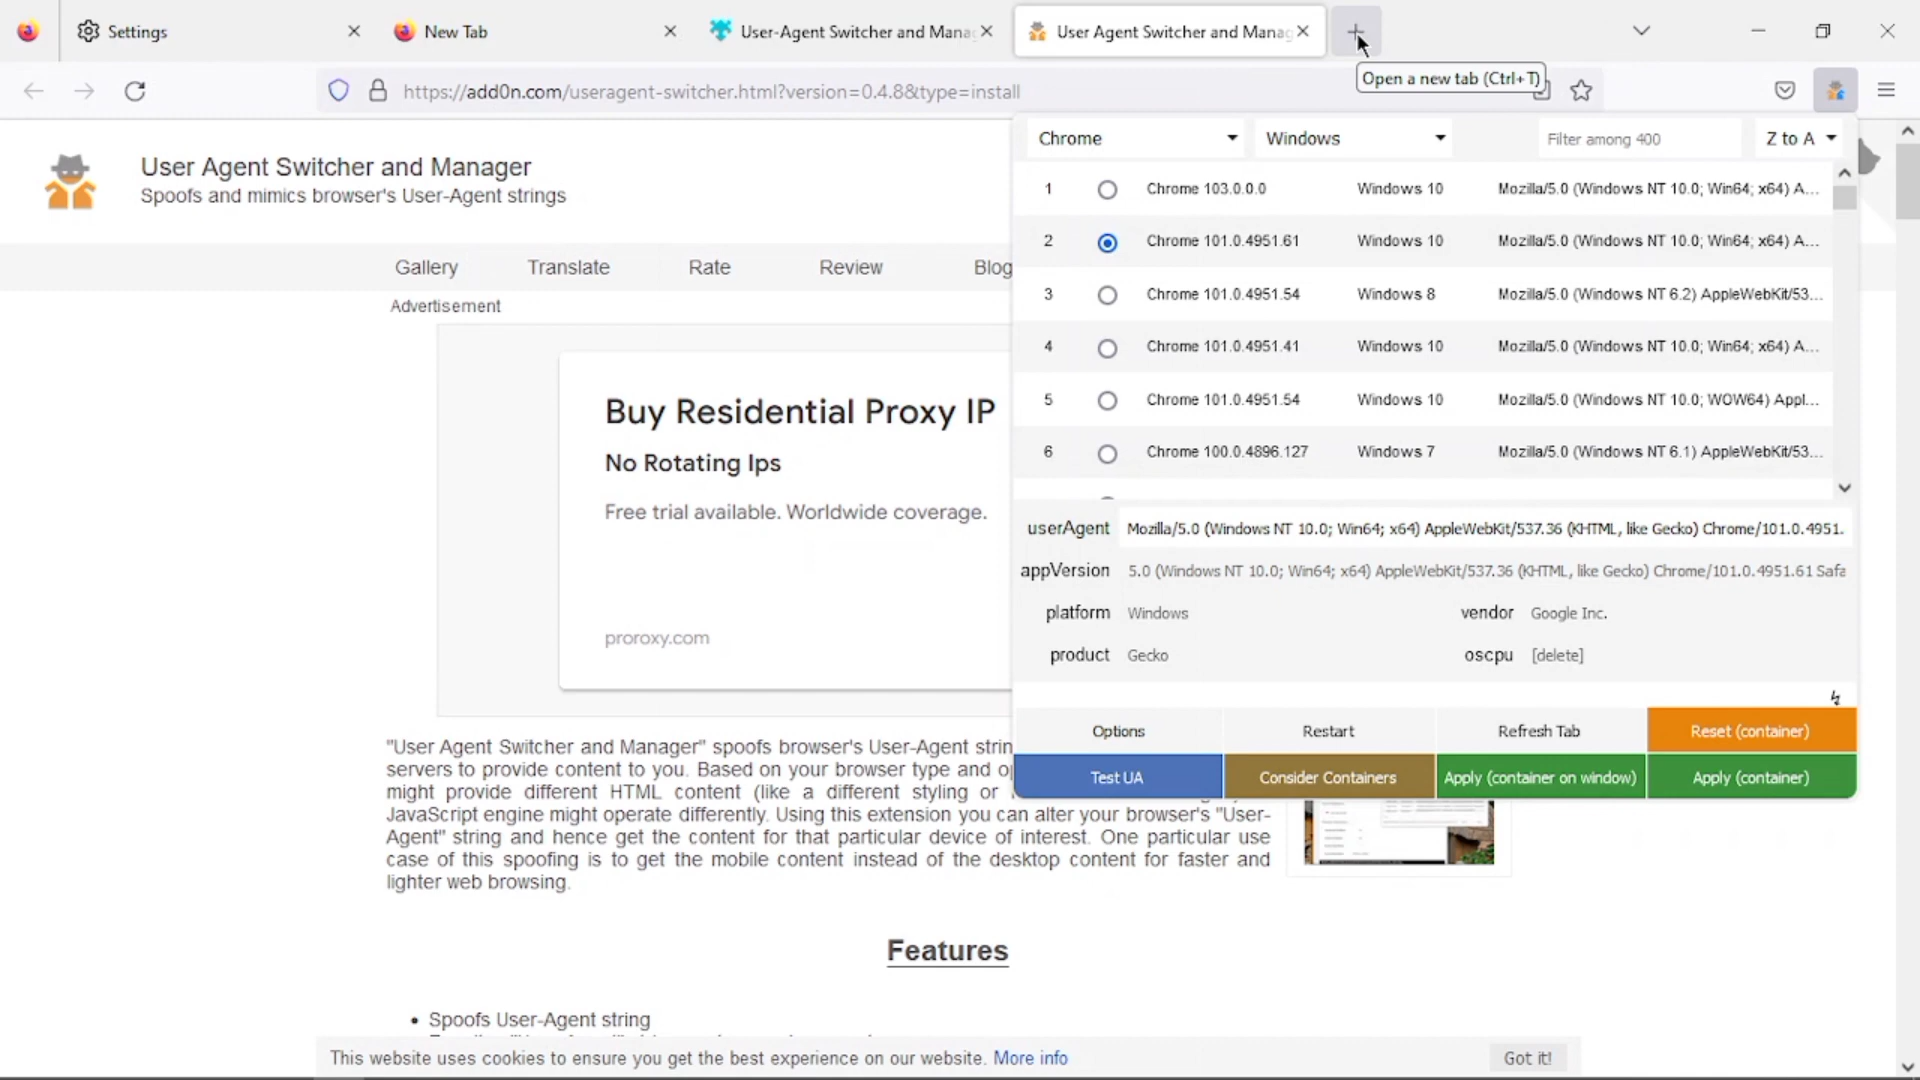 Settings
New Tab
User-Agent Switcher and Mana
User Agent Switcher and Manag
https://add0n.com/useragent-switcher.html?version=0.4.8&type=install
Open a new tab (Ctrl+T)
User Agent Switcher and Manager
Spoofs and mimics browser's User-Agent strings
Gallery Translate Rate Review Blog
Advertisement
Buy Residential Proxy IP
No Rotating Ips
Free trial available. Worldwide coverage.
proroxy.com
Chrome Windows Filter among 400 Z to A
1 Chrome 103.0.0.0 Windows 10 Mozilla/5.0 (Windows NT 10.0; Win64; x64) A...
2 Chrome 101.0.4951.61 Windows 10 Mozilla/5.0 (Windows NT 10.0; Win64; x64) A...
3 Chrome 101.0.4951.54 Windows 8 Mozilla/5.0 (Windows NT 6.2) AppleWebKit/53...
4 Chrome 101.0.4951.41 Windows 10 Mozilla/5.0 (Windows NT 10.0; Win64; x64) A...
5 Chrome 101.0.4951.54 Windows 10 Mozilla/5.0 (Windows NT 10.0; WOW64) Appl...
6 Chrome 100.0.4896.127 Windows 7 Mozilla/5.0 (Windows NT 6.1) AppleWebKit/53...
userAgent Mozilla/5.0 (Windows NT 10.0; Win64; x64) AppleWebKit/537.36 (KHTML, like Gecko) Chrome/101.0.4951.
appVersion 5.0 (Windows NT 10.0; Win64; x64) AppleWebKit/537.36 (KHTML, like Gecko) Chrome/101.0.4951.61 Safa
platform Windows vendor Google Inc.
product Gecko oscpu [delete]
Options Restart Refresh Tab Reset (container)
Test UA Consider Containers Apply (container on window) Apply (container)
"User Agent Switcher and Manager" spoofs browser's User-Agent strin
servers to provide content to you. Based on your browser type and op
might provide different HTML content (like a different styling or
JavaScript engine might operate differently. Using this extension you can alter your browser's "User-
Agent" string and hence get the content for that particular device of interest. One particular use
case of this spoofing is to get the mobile content instead of the desktop content for faster and
lighter web browsing.
Features
• Spoofs User-Agent string
This website uses cookies to ensure you get the best experience on our website. More info
Got it!